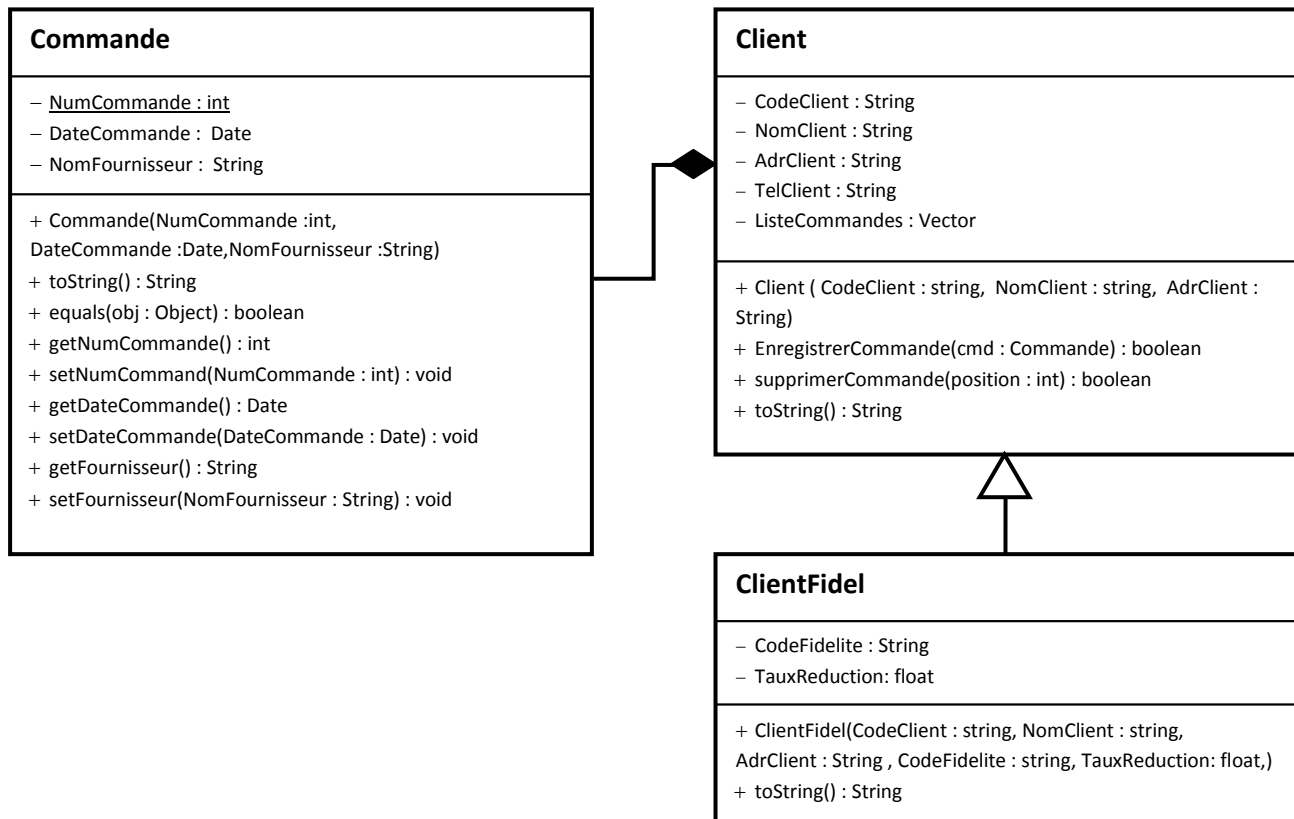 Commande
– NumCommande : int
– DateCommande : Date
– NomFournisseur : String
+ Commande(NumCommande :int,
DateCommande :Date,NomFournisseur :String)
+ toString() : String
+ equals(obj : Object) : boolean
+ getNumCommande() : int
+ setNumCommand(NumCommande : int) : void
+ getDateCommande() : Date
+ setDateCommande(DateCommande : Date) : void
+ getFournisseur() : String
+ setFournisseur(NomFournisseur : String) : void
Client
– CodeClient : String
– NomClient : String
– AdrClient : String
– TelClient : String
– ListeCommandes : Vector
+ Client ( CodeClient : string, NomClient : string, AdrClient :
String)
+ EnregistrerCommande(cmd : Commande) : boolean
+ supprimerCommande(position : int) : boolean
+ toString() : String
ClientFidel
– CodeFidelite : String
– TauxReduction: float
+ ClientFidel(CodeClient : string, NomClient : string,
AdrClient : String , CodeFidelite : string, TauxReduction: float,)
+ toString() : String